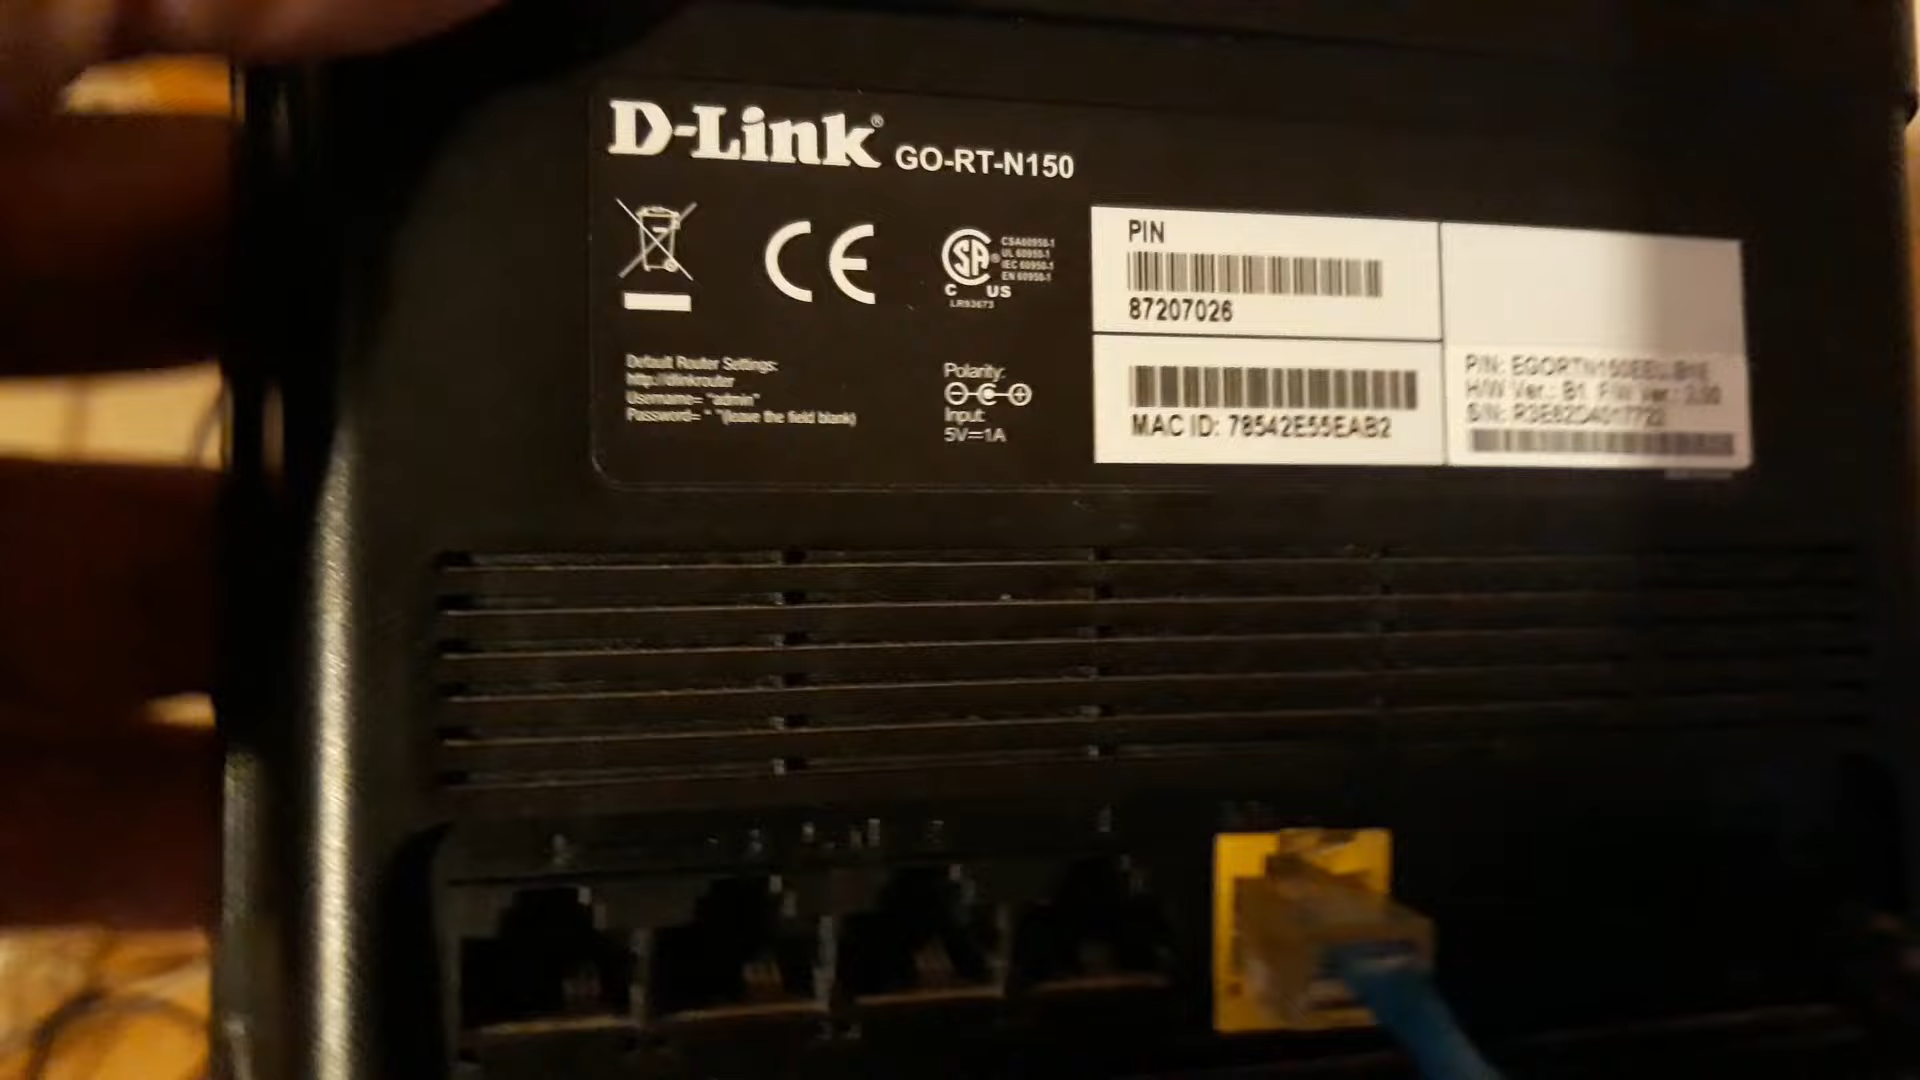 D-Link® GO-RT-N150
CSA60950-1
UL 60950-1
IEC 60950-1
EN 60950-1
C US
LR93673
PIN
87207026
Default Router Settings:
http://dlinkrouter
Username= "admin"
Password= " "(leave the field blank)
Polarity:
Input:
5V⎓1A
MAC ID: 78542E55EAB2
P/N:
H/W Ver.: B1 F/W Ver.:
S/N: